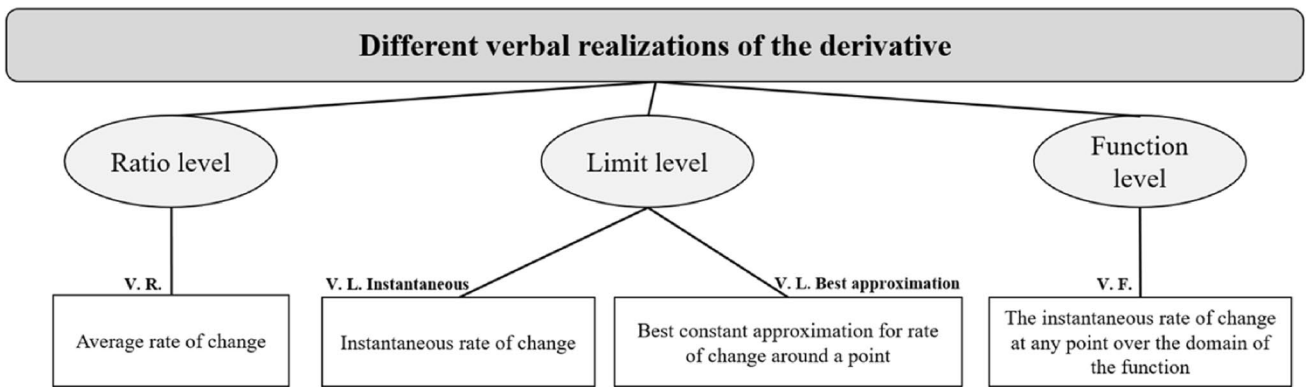 Different verbal realizations of the derivative
Ratio level
Limit level
Function
level
V. R.
V. L. Instantaneous
V. L. Best approximation
V. F.
Average rate of change
Instantaneous rate of change
Best constant approximation for rate
of change around a point
The instantaneous rate of change
at any point over the domain of
the function